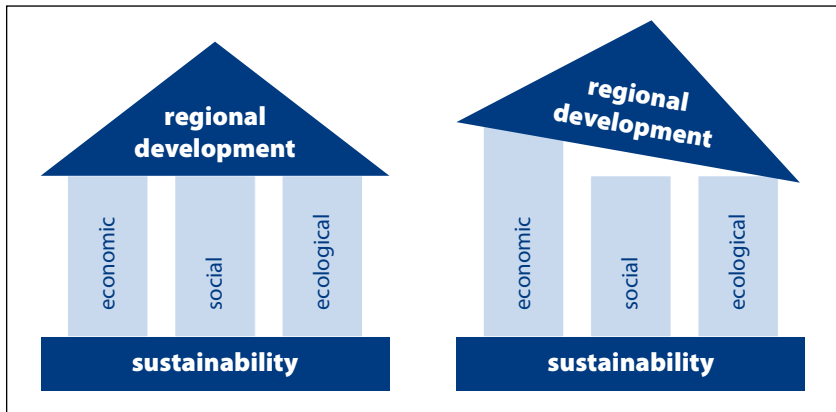 regional
development
economic
social
ecological
sustainability
regional
development
economic
social
ecological
sustainability